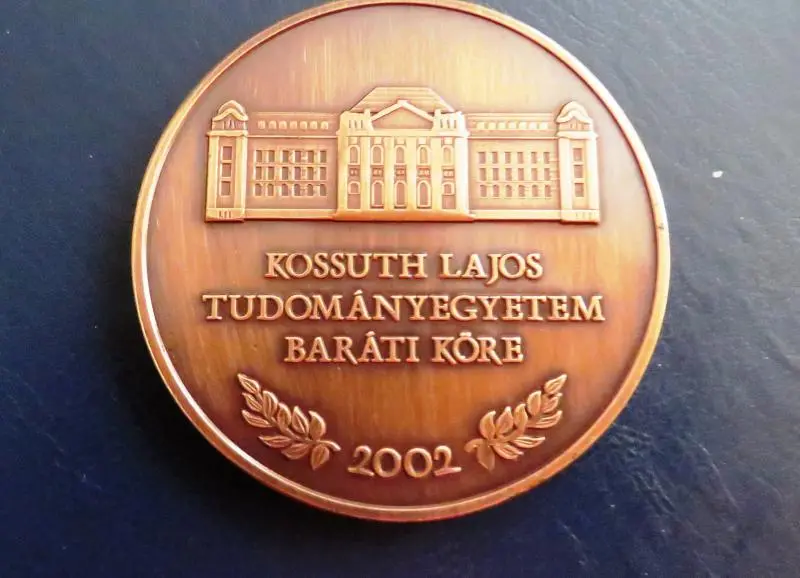 KOSSUTH LAJOS
TUDOMÁNYEGYETEM
BARÁTI KÖRE
2002